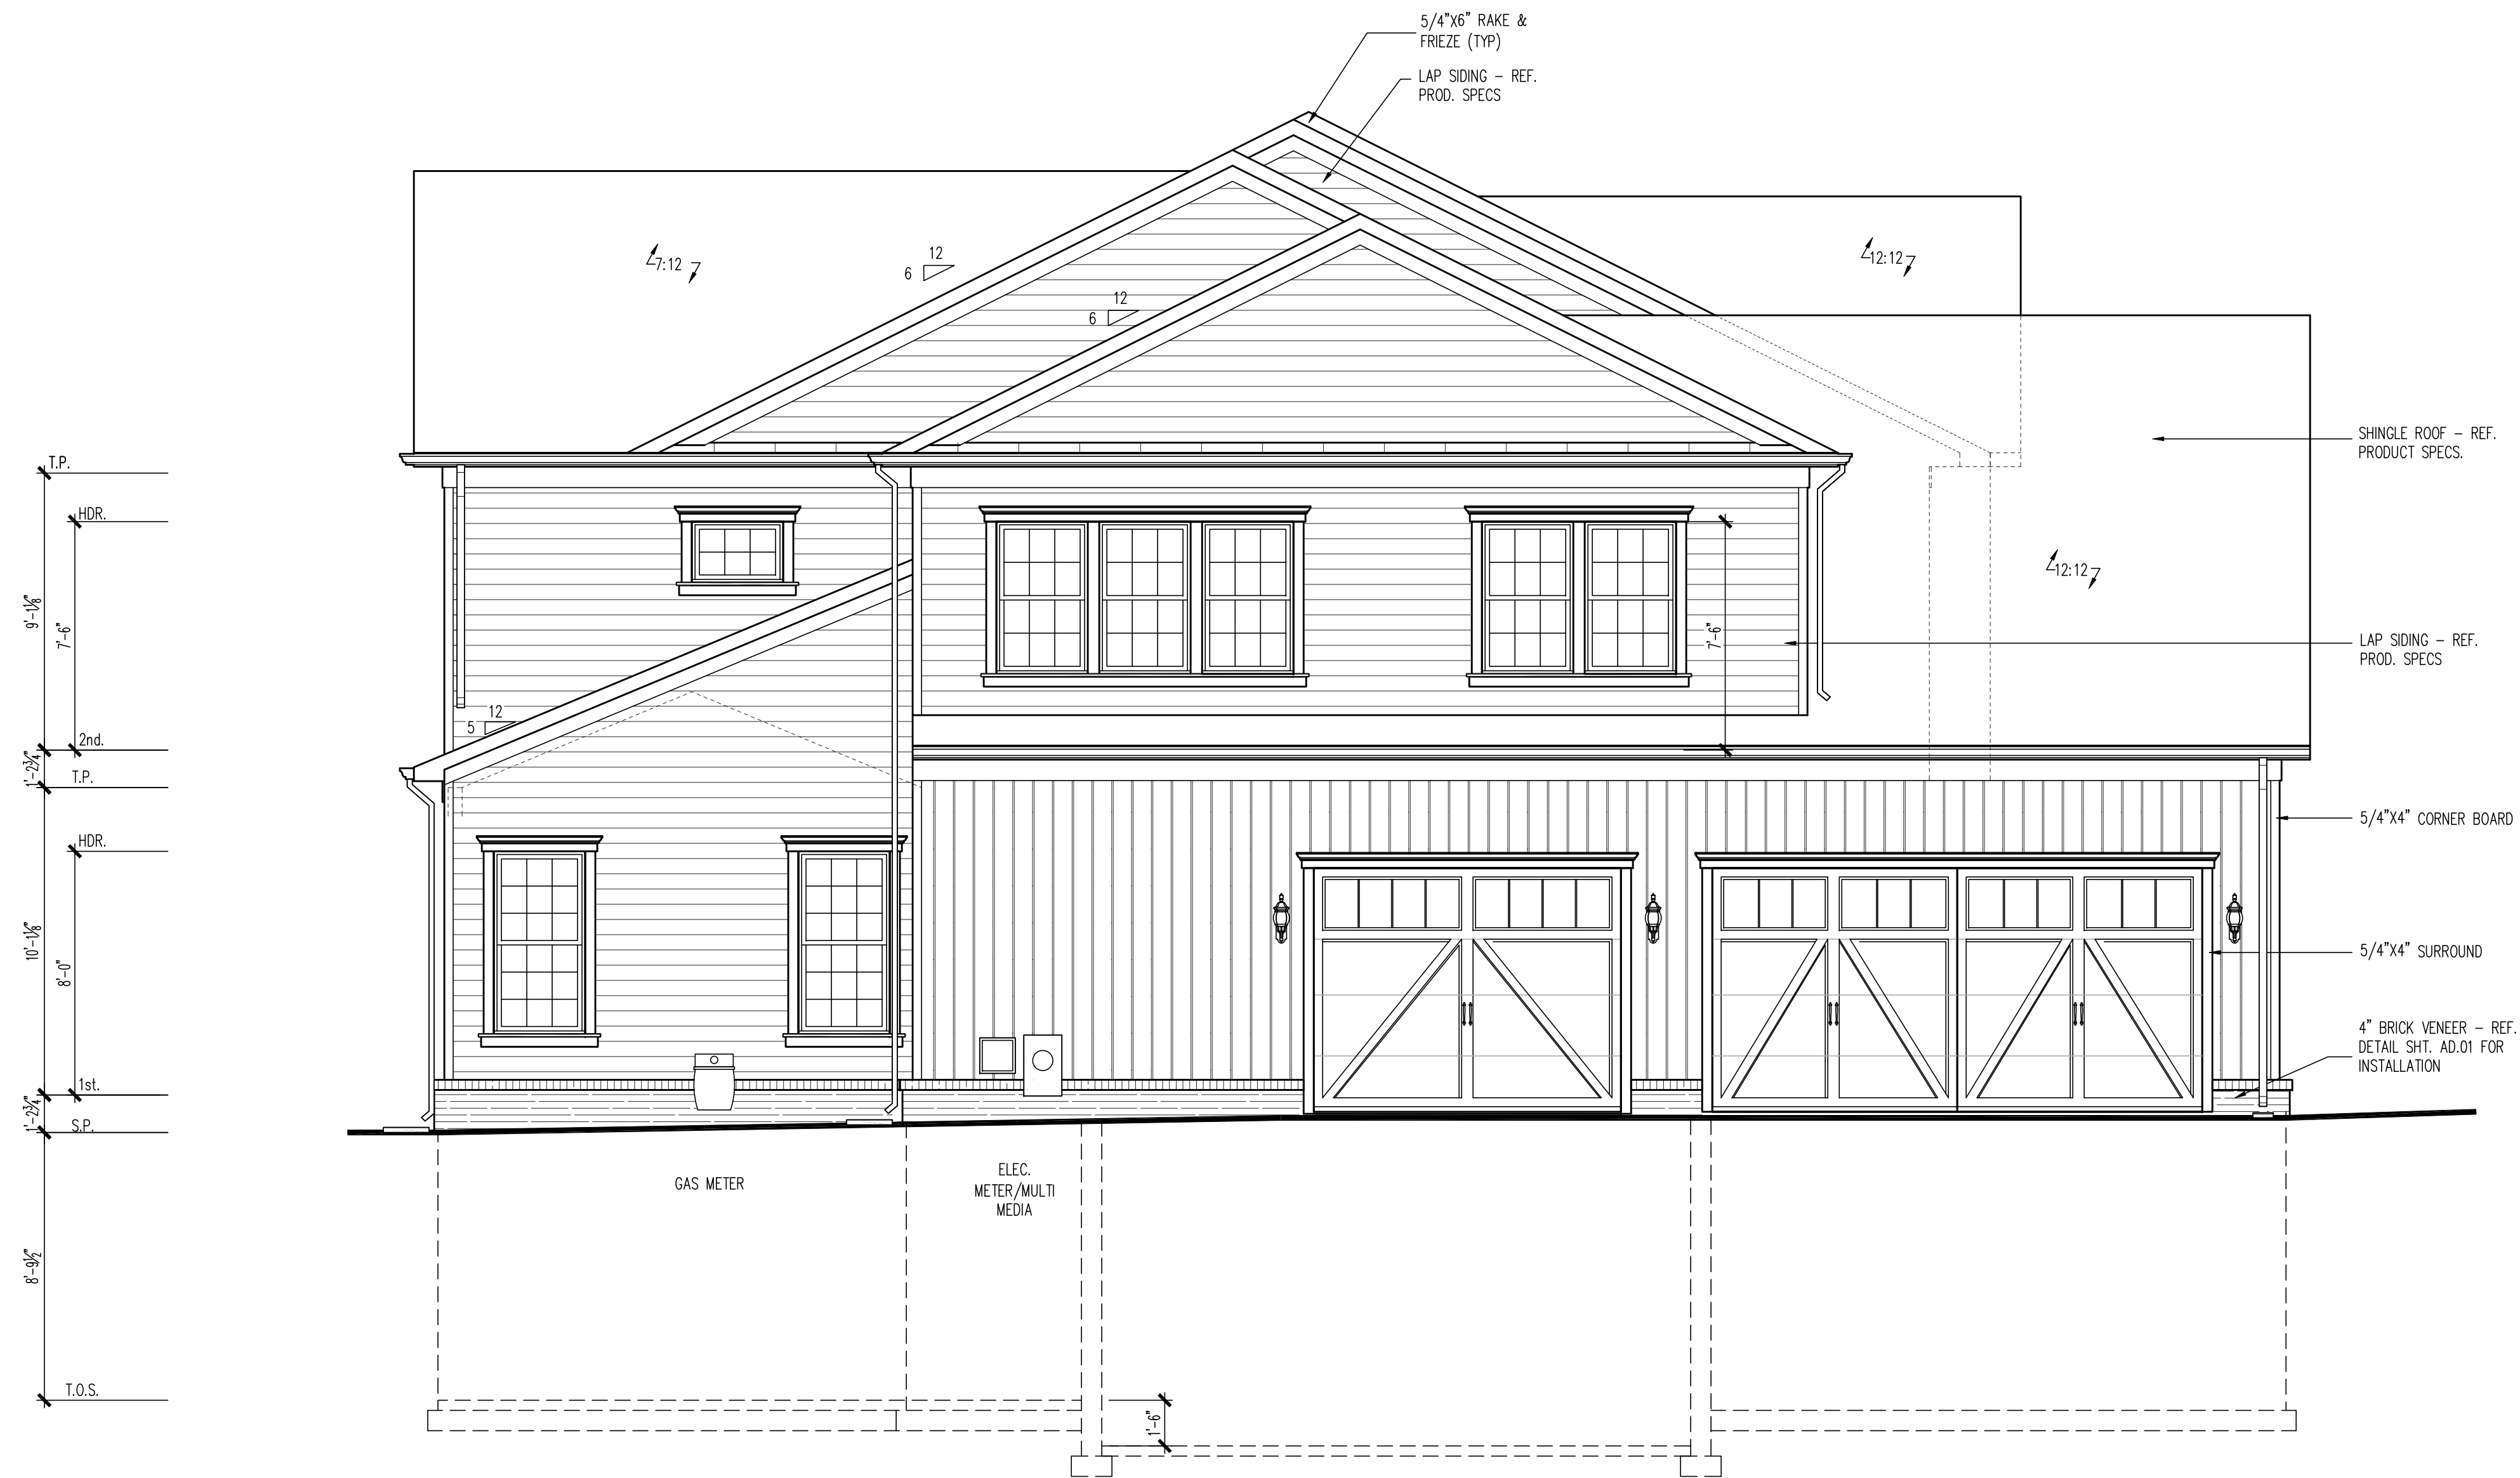 5/4"X6" RAKE &
FRIEZE (TYP)
LAP SIDING – REF.
PROD. SPECS
7:12
12
6
12
6
12:12
SHINGLE ROOF – REF.
PRODUCT SPECS.
T.P.
HDR.
9'-1⅛"
7'-6"
12:12
7'-6"
LAP SIDING – REF.
PROD. SPECS
12
5
2nd.
1'-2¾"
T.P.
5/4"X4" CORNER BOARD
HDR.
10'-1⅛"
8'-0"
5/4"X4" SURROUND
4" BRICK VENEER – REF.
DETAIL SHT. AD.01 FOR
INSTALLATION
1st.
1'-2¾"
S.P.
GAS METER
ELEC.
METER/MULTI
MEDIA
8'-9½"
T.O.S.
1'-6"